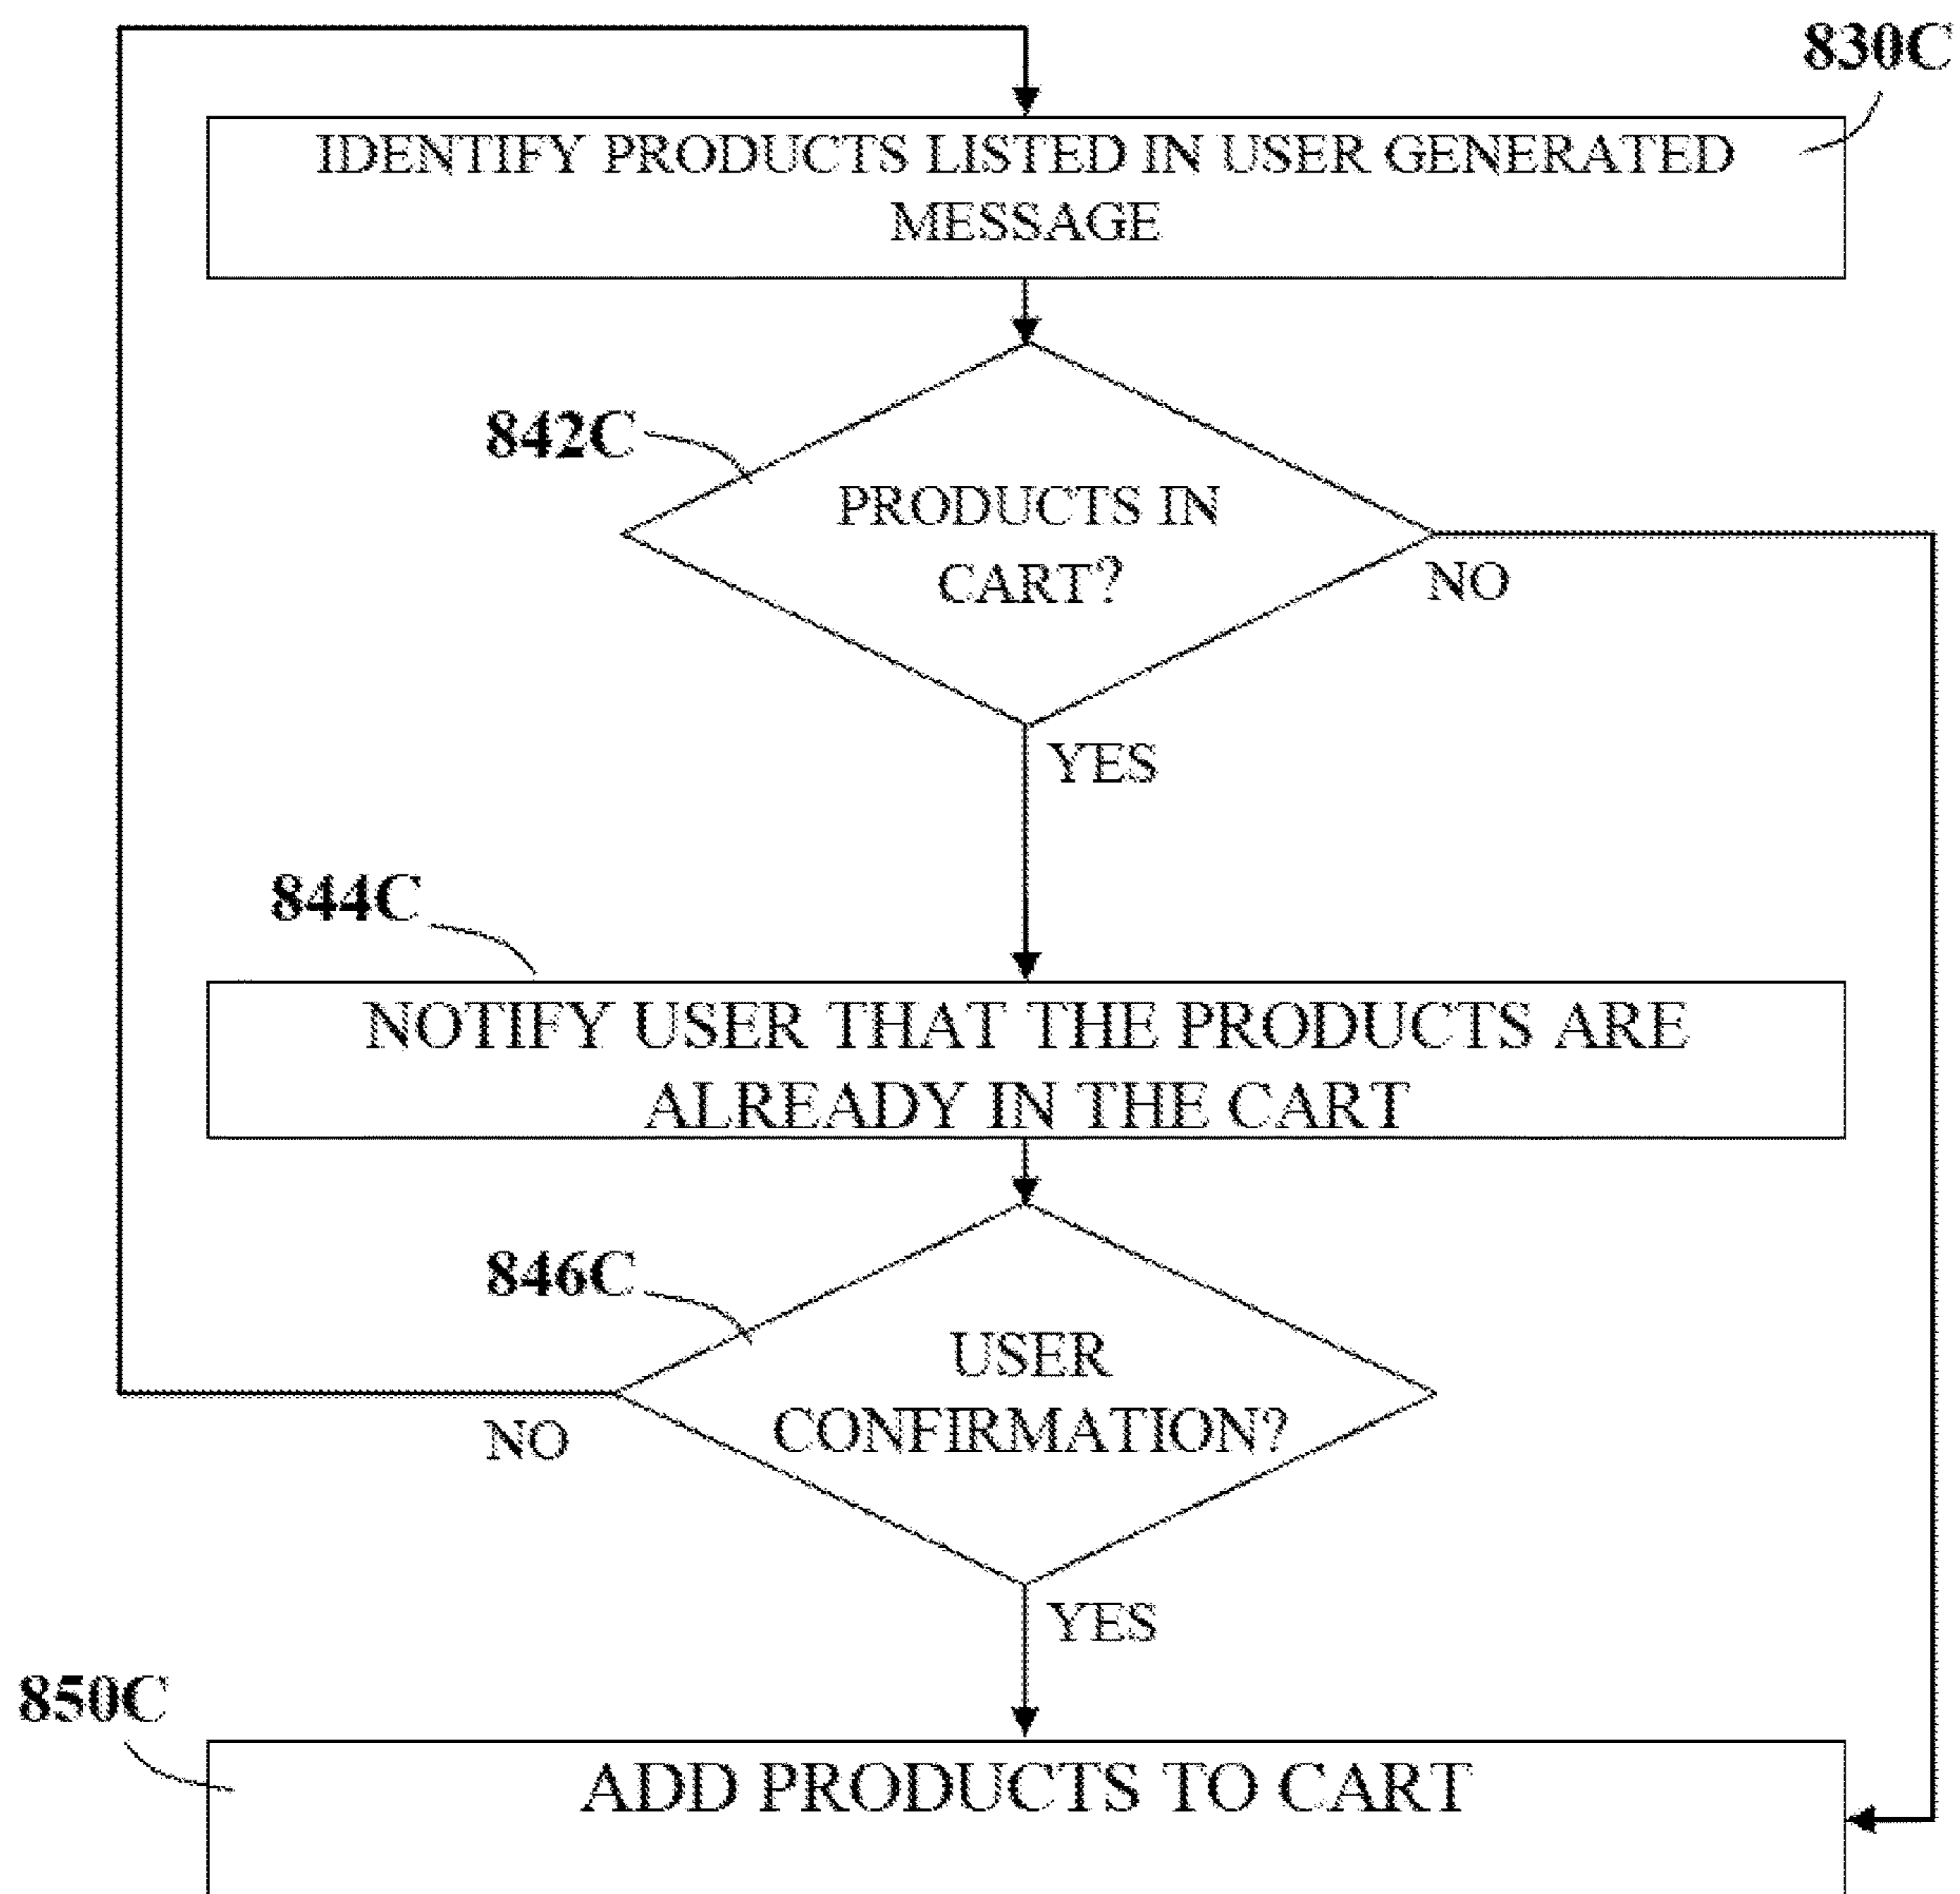 830C
IDENTIFY PRODUCTS LISTED IN USER GENERATED
MESSAGE
842C
PRODUCTS IN
CART?
NO
YES
844C
NOTIFY USER THAT THE PRODUCTS ARE
ALREADY IN THE CART
846C
USER
CONFIRMATION?
NO
YES
850C
ADD PRODUCTS TO CART